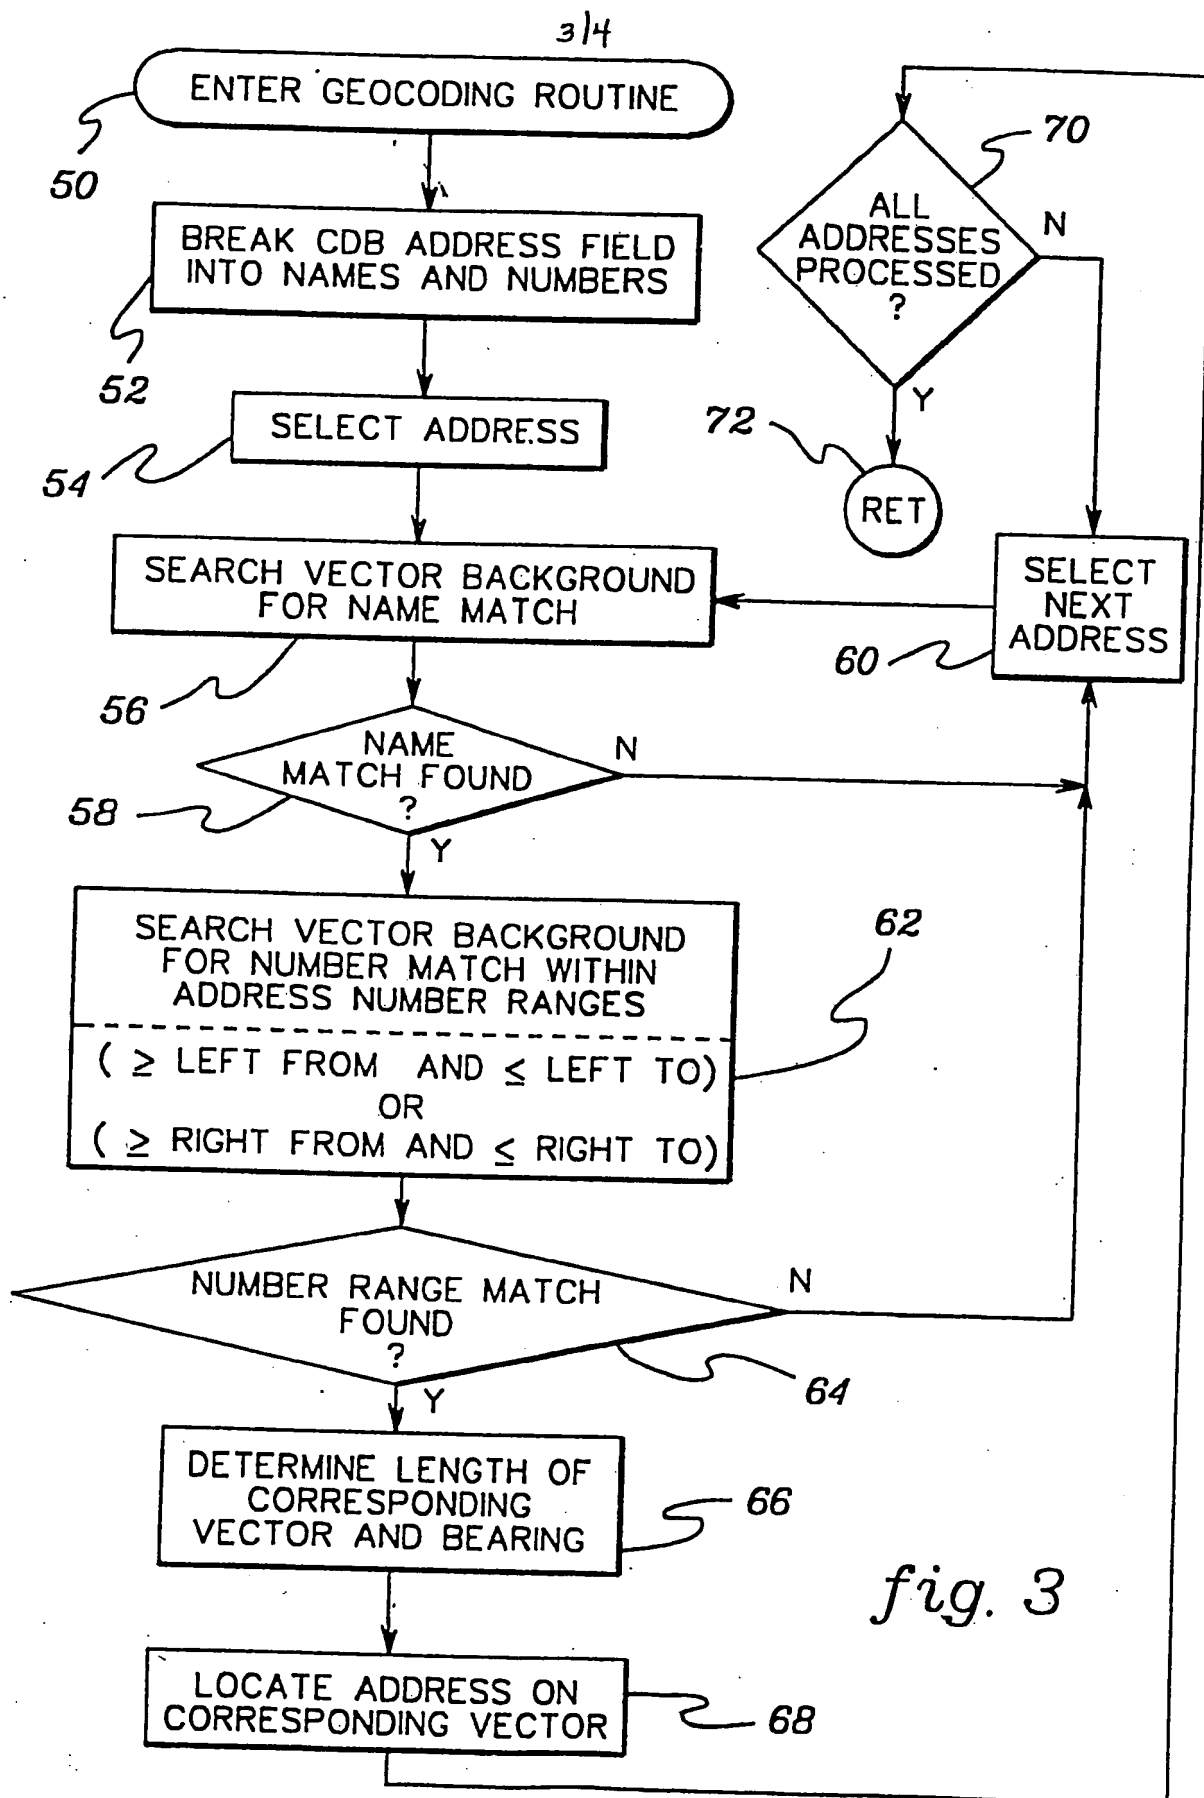 3/4
ENTER GEOCODING ROUTINE
50
BREAK CDB ADDRESS FIELD
INTO NAMES AND NUMBERS
52
SELECT ADDRESS
54
SEARCH VECTOR BACKGROUND
FOR NAME MATCH
56
NAME
MATCH FOUND
?
N
Y
58
SEARCH VECTOR BACKGROUND
FOR NUMBER MATCH WITHIN
ADDRESS NUMBER RANGES
( ≥ LEFT FROM AND ≤ LEFT TO)
OR
( ≥ RIGHT FROM AND ≤ RIGHT TO)
62
NUMBER RANGE MATCH
FOUND
?
N
Y
64
DETERMINE LENGTH OF
CORRESPONDING
VECTOR AND BEARING
66
LOCATE ADDRESS ON
CORRESPONDING VECTOR
68
ALL
ADDRESSES
PROCESSED
?
70
N
Y
72
RET
SELECT
NEXT
ADDRESS
60
fig. 3